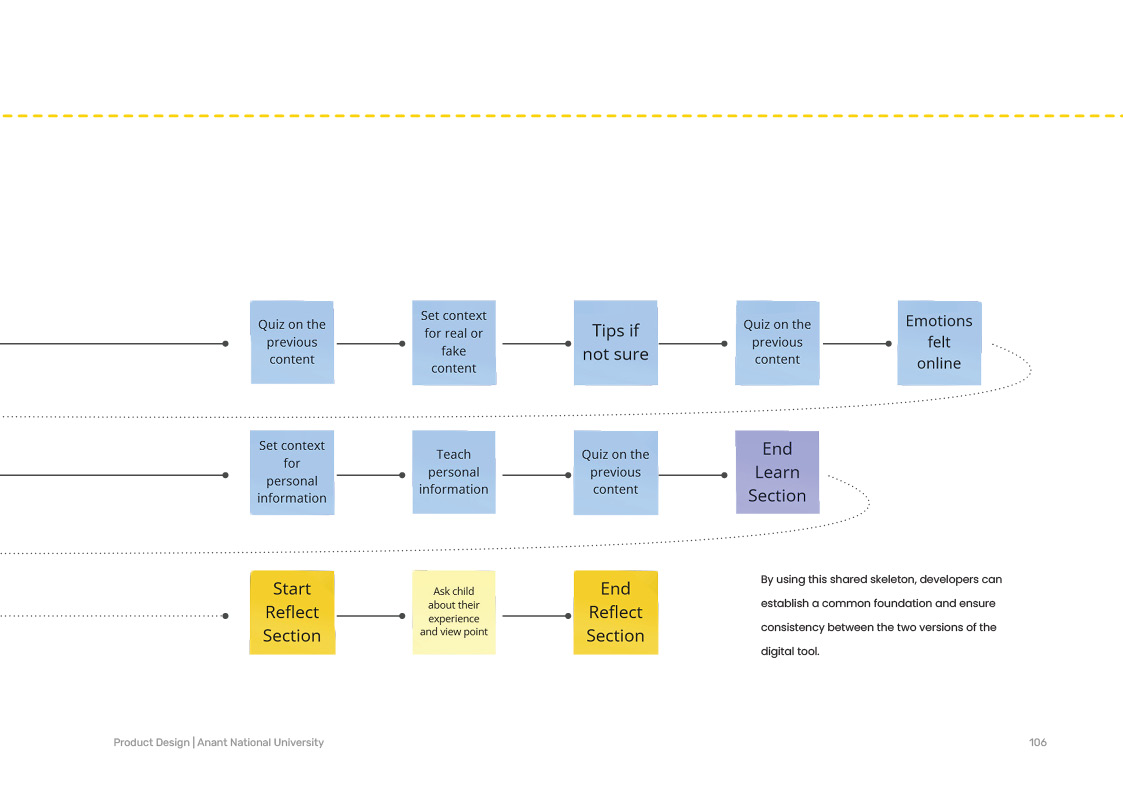 Quiz on the
previous
content
Set context
for real or
fake
content
Tips if
not sure
Quiz on the
previous
content
Emotions
felt
online
Set context
for
personal
information
Teach
personal
information
Quiz on the
previous
content
End
Learn
Section
Start
Reflect
Section
Ask child
about their
experience
and view point
End
Reflect
Section
By using this shared skeleton, developers can
establish a common foundation and ensure
consistency between the two versions of the
digital tool.
Product Design | Anant National University
106